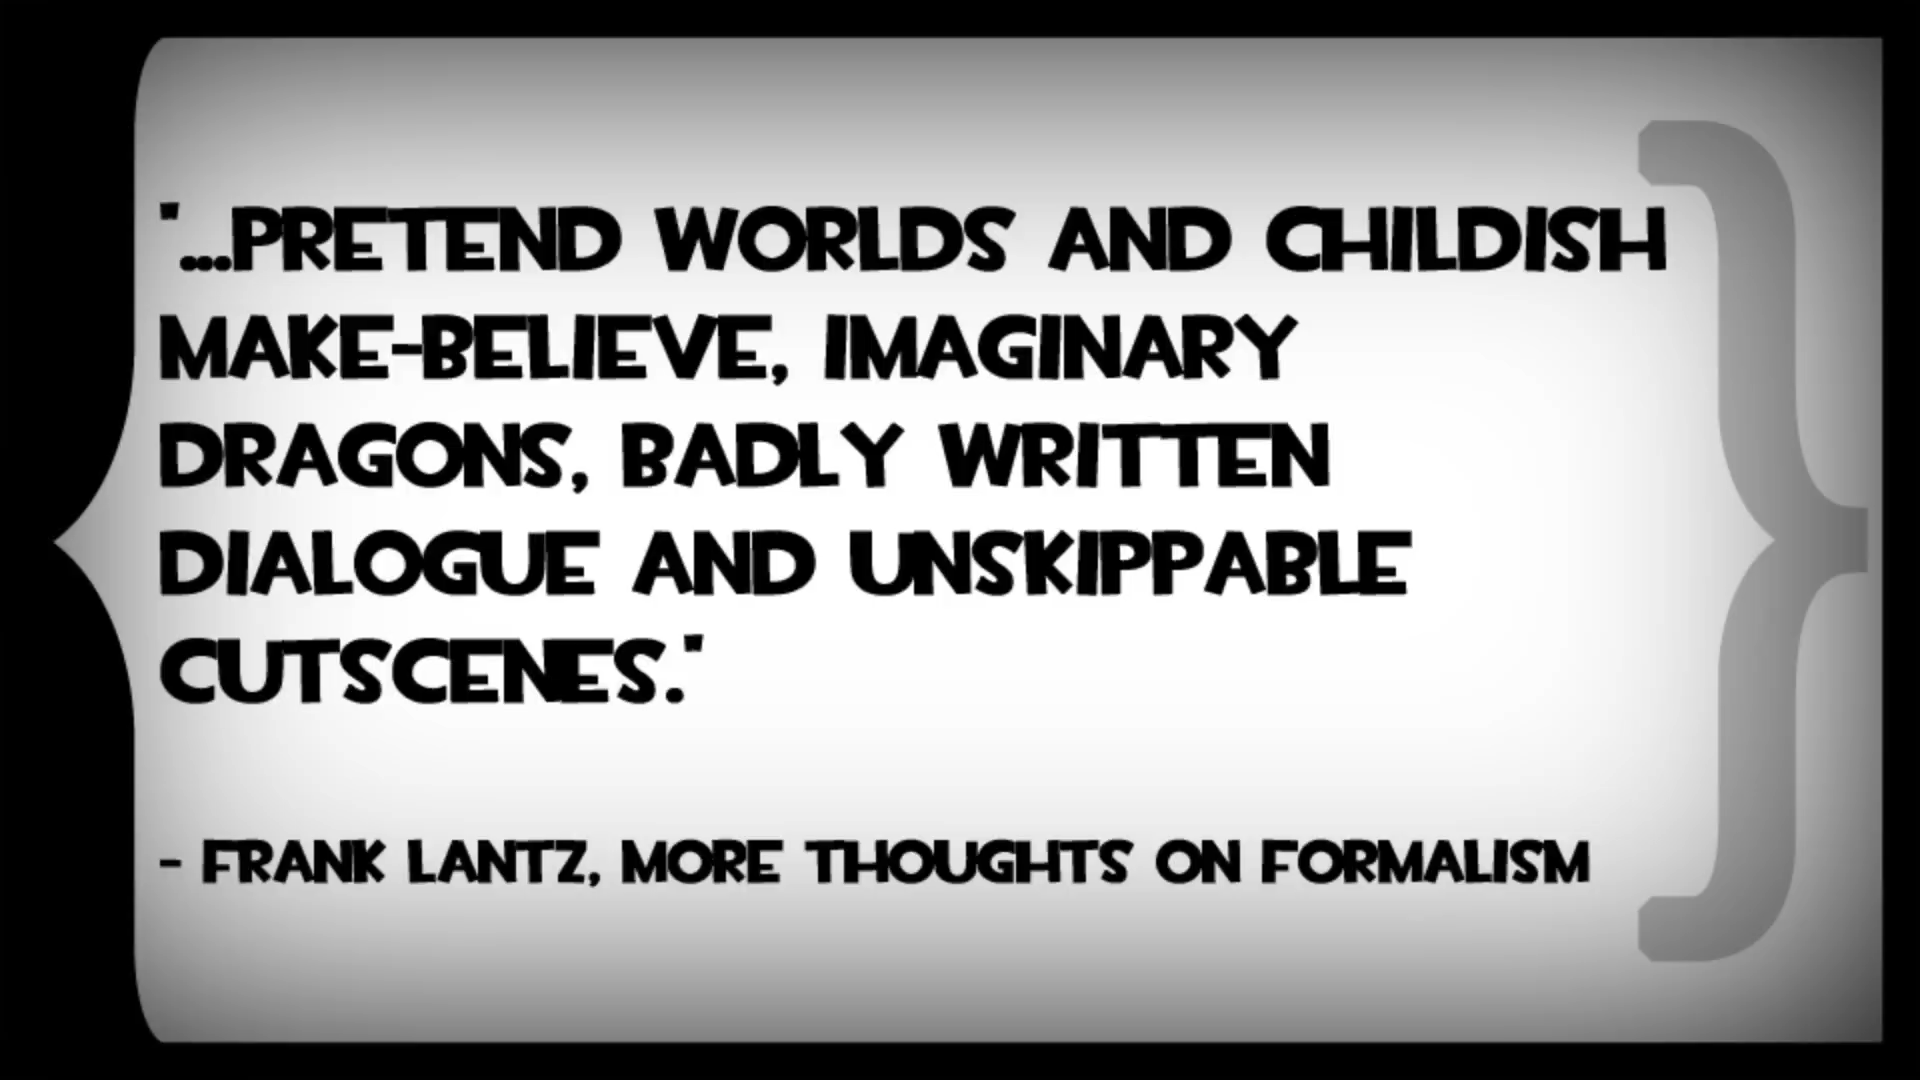 "...PRETEND WORLDS AND CHILDISH
MAKE-BELIEVE, IMAGINARY
DRAGONS, BADLY WRITTEN
DIALOGUE AND UNSKIPPABLE
CUTSCENES."
- FRANK LANTZ, MORE THOUGHTS ON FORMALISM
}